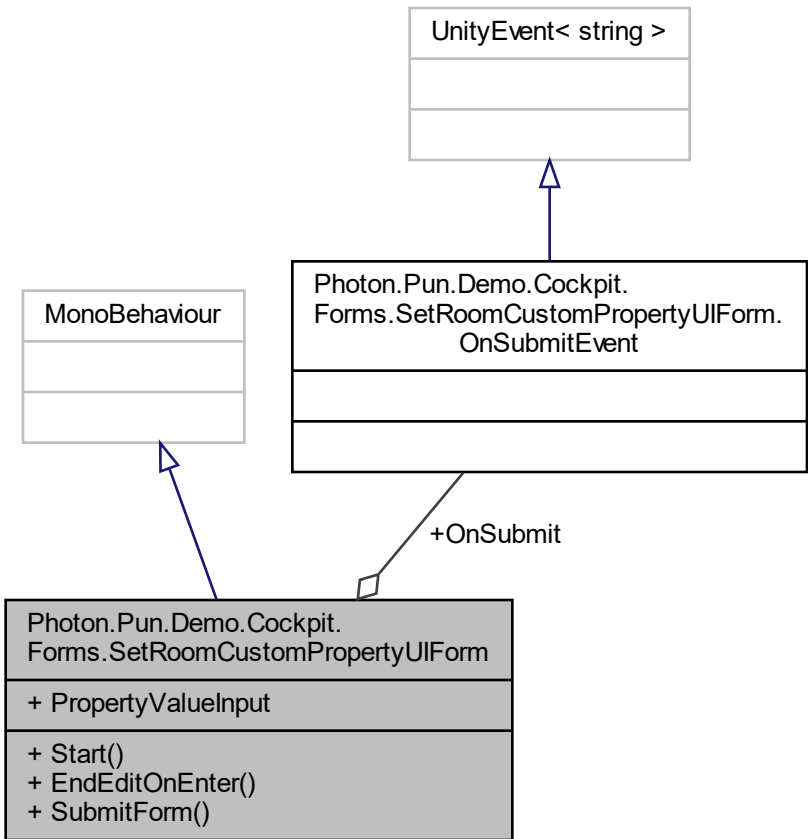 UnityEvent< string >
Photon.Pun.Demo.Cockpit.
Forms.SetRoomCustomPropertyUIForm.
OnSubmitEvent
MonoBehaviour
+OnSubmit
Photon.Pun.Demo.Cockpit.
Forms.SetRoomCustomPropertyUIForm
+ PropertyValueInput
+ Start()
+ EndEditOnEnter()
+ SubmitForm()